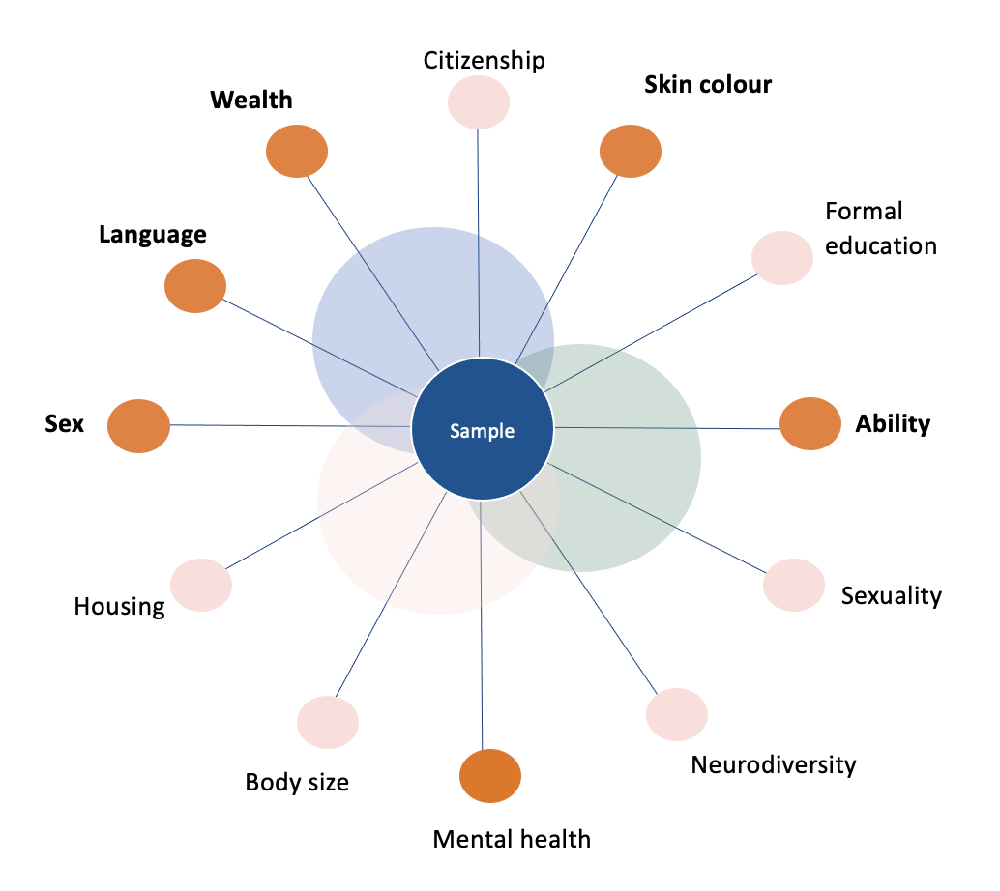 Citizenship
Skin colour
Wealth
Formal
education
Language
Sex
Sample
Ability
Housing
Sexuality
Body size
Neurodiversity
Mental health